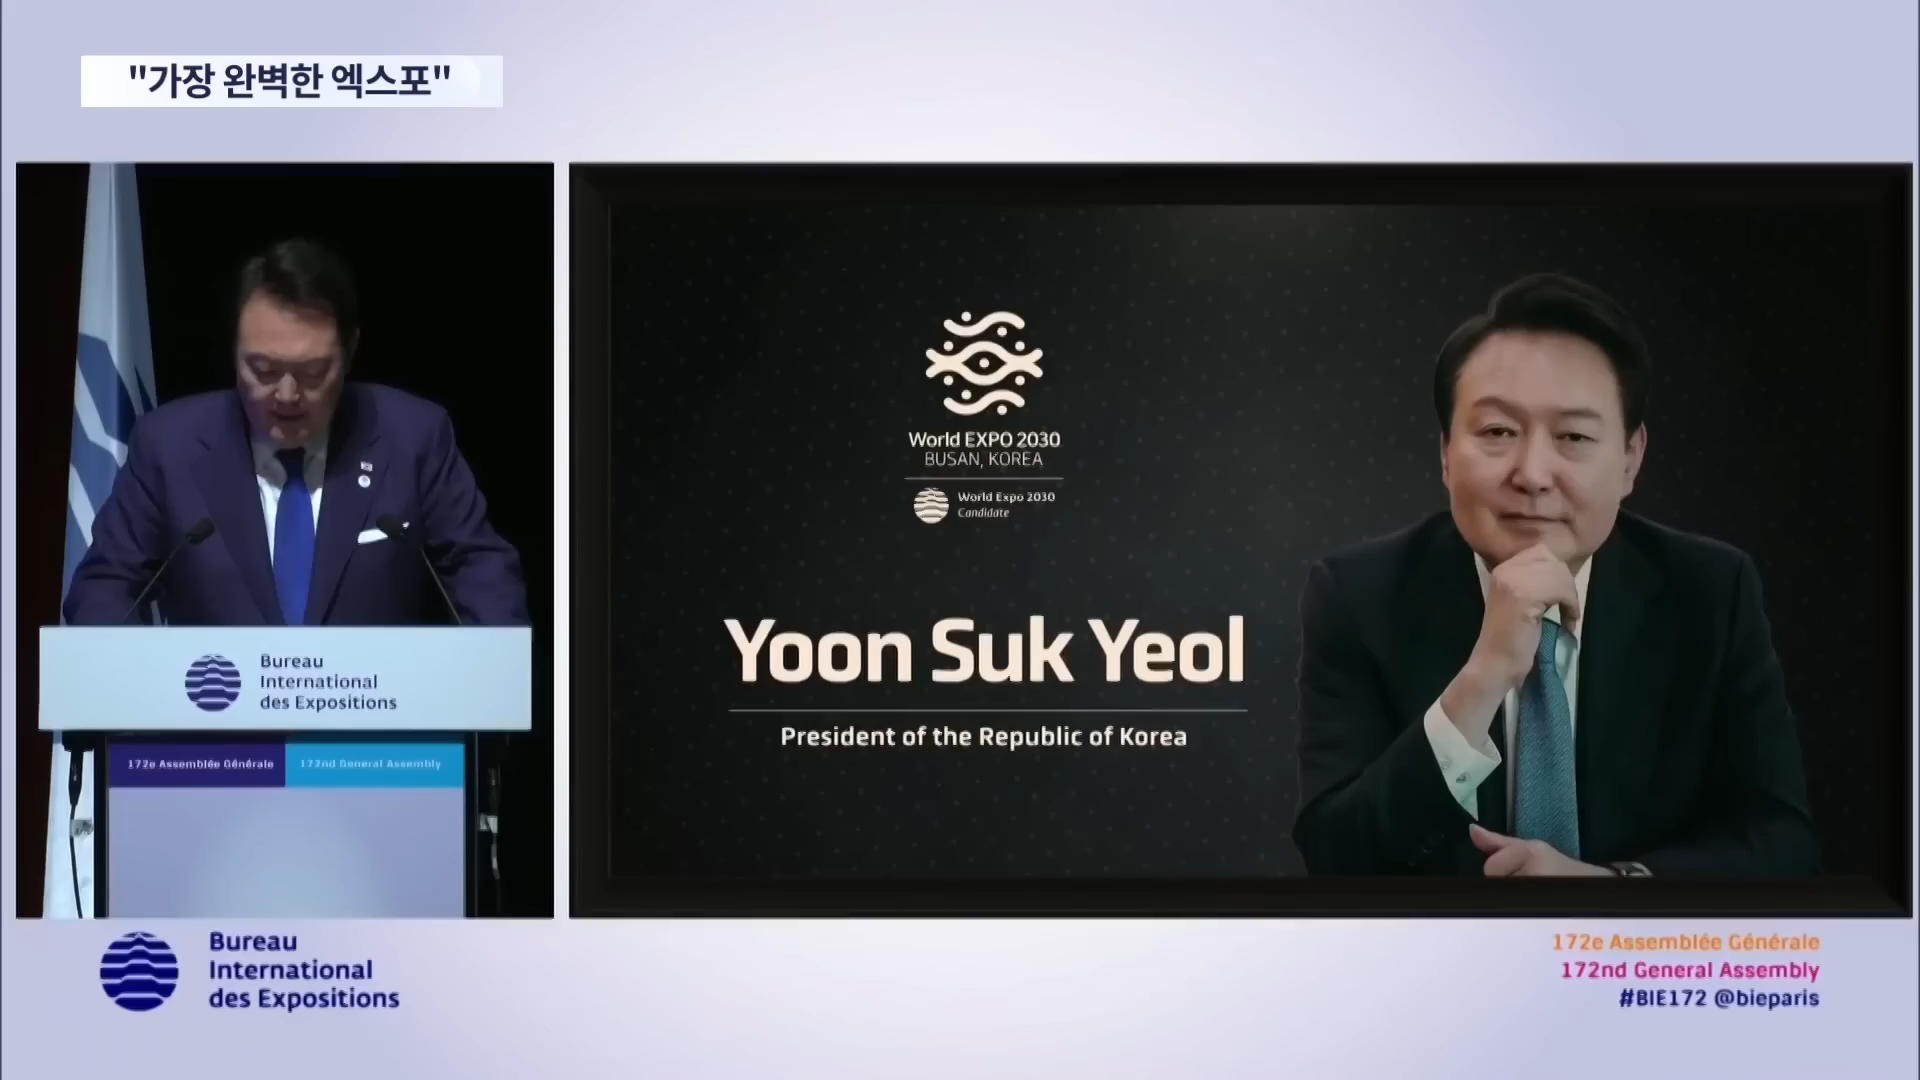 "가장 완벽한 엑스포"
World EXPO 2030
BUSAN, KOREA
World Expo 2030
Candidate
Yoon Suk Yeol
President of the Republic of Korea
Bureau
International
des Expositions
172e Assemblée Générale
172nd General Assembly
Bureau
International
des Expositions
172e Assemblée Générale
172nd General Assembly
#BIE172 @bieparis